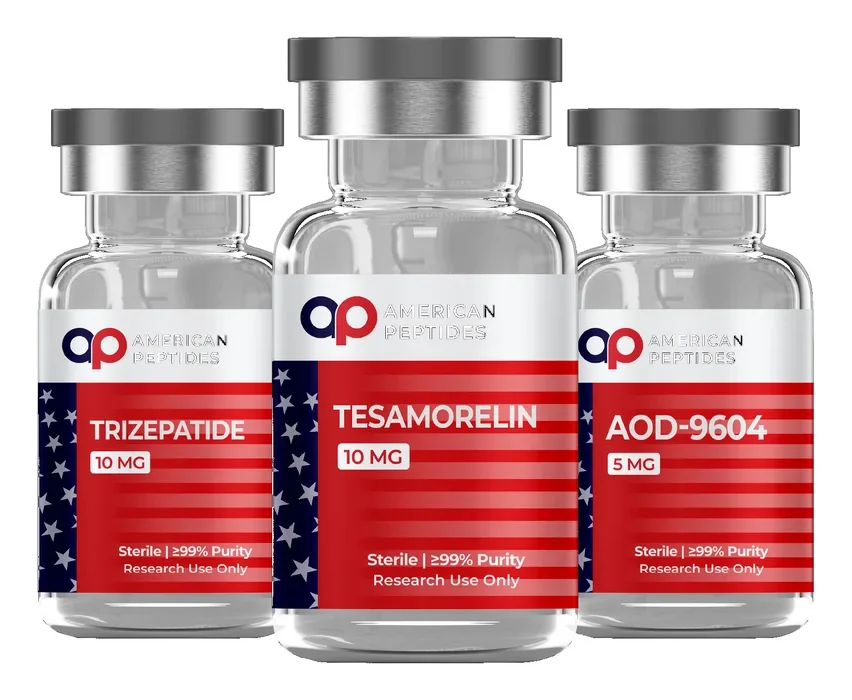 ap AMERICAN
PEPTIDES
TRIZEPATIDE
10 MG
Sterile | ≥99% Purity
Research Use Only
ap AMERICAN
PEPTIDES
TESAMORELIN
10 MG
Sterile | ≥99% Purity
Research Use Only
ap AMERICAN
PEPTIDES
AOD-9604
5 MG
Sterile | ≥99% Purity
Research Use Only